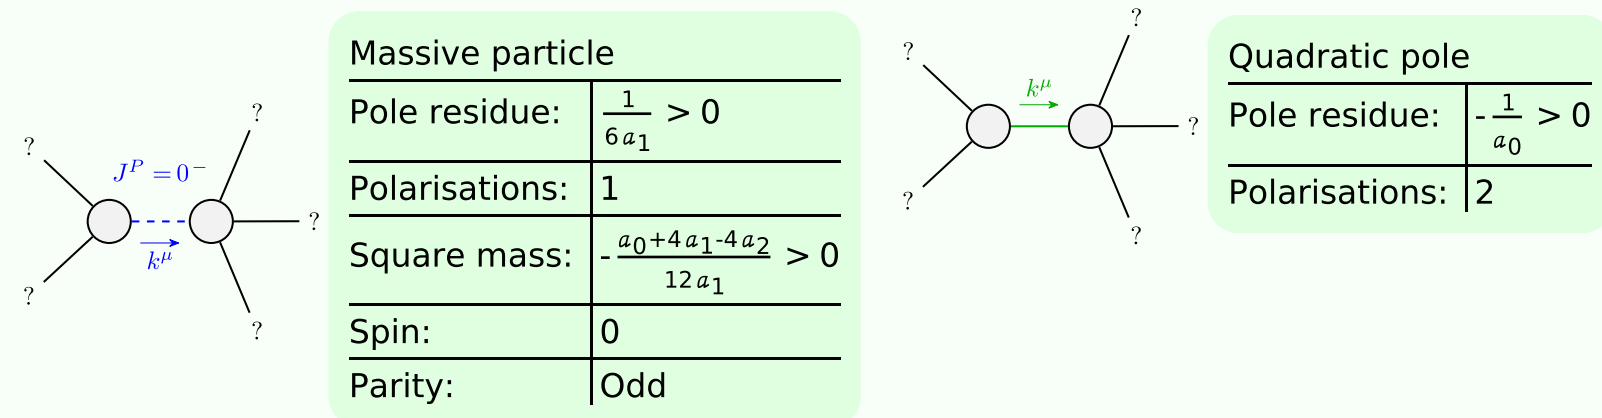 ?
?
?
?
?
J^P = 0^-
k^μ
Massive particle
Pole residue: 1/(6 a_1) > 0
Polarisations: 1
Square mass: - (a_0+4 a_1-4 a_2)/(12 a_1) > 0
Spin: 0
Parity: Odd
?
?
?
?
?
k^μ
Quadratic pole
Pole residue: - 1/a_0 > 0
Polarisations: 2